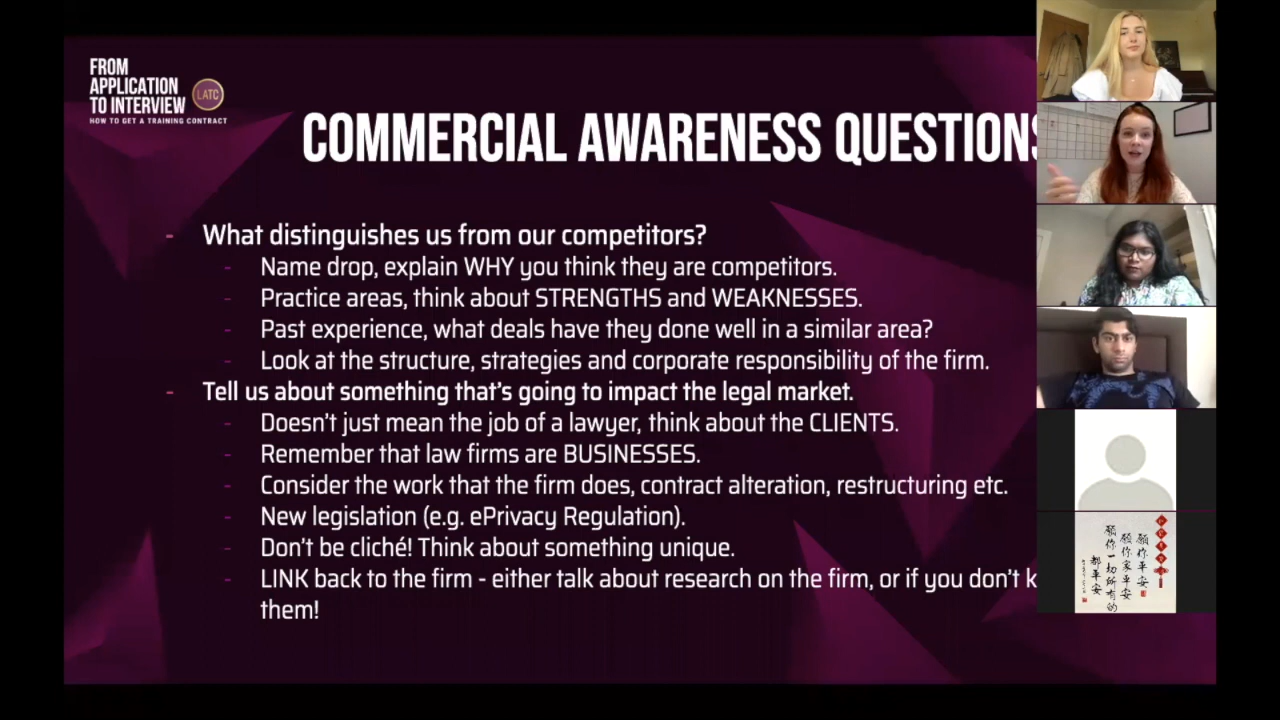 FROM
APPLICATION
TO INTERVIEW
LATC
HOW TO GET A TRAINING CONTRACT
COMMERCIAL AWARENESS QUESTIONS
- What distinguishes us from our competitors?
- Name drop, explain WHY you think they are competitors.
- Practice areas, think about STRENGTHS and WEAKNESSES.
- Past experience, what deals have they done well in a similar area?
- Look at the structure, strategies and corporate responsibility of the firm.
- Tell us about something that's going to impact the legal market.
- Doesn't just mean the job of a lawyer, think about the CLIENTS.
- Remember that law firms are BUSINESSES.
- Consider the work that the firm does, contract alteration, restructuring etc.
- New legislation (e.g. ePrivacy Regulation).
- Don't be cliché! Think about something unique.
- LINK back to the firm - either talk about research on the firm, or if you don't k
them!
願你平安
願你家平安
願你一切所有的
都平安